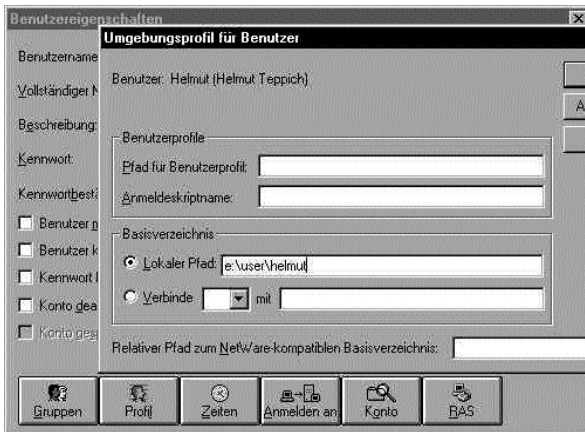 Benutzereigenschaften
Umgebungsprofil für Benutzer
Benutzername
Benutzer: Helmut (Helmut Teppich)
Vollständiger N
A
Beschreibung:
Benutzerprofile
Kennwort:
Pfad für Benutzerprofil:
Kennwortbestä
Anmeldeskriptname:
Benutzer n
Basisverzeichnis
Benutzer k
Lokaler Pfad: e:\user\helmut
Kennwort l
Verbinde mit
Konto dea
Konto ges
Relativer Pfad zum NetWare-kompatiblen Basisverzeichnis:
Gruppen Profil Zeiten Anmelden an Konto RAS